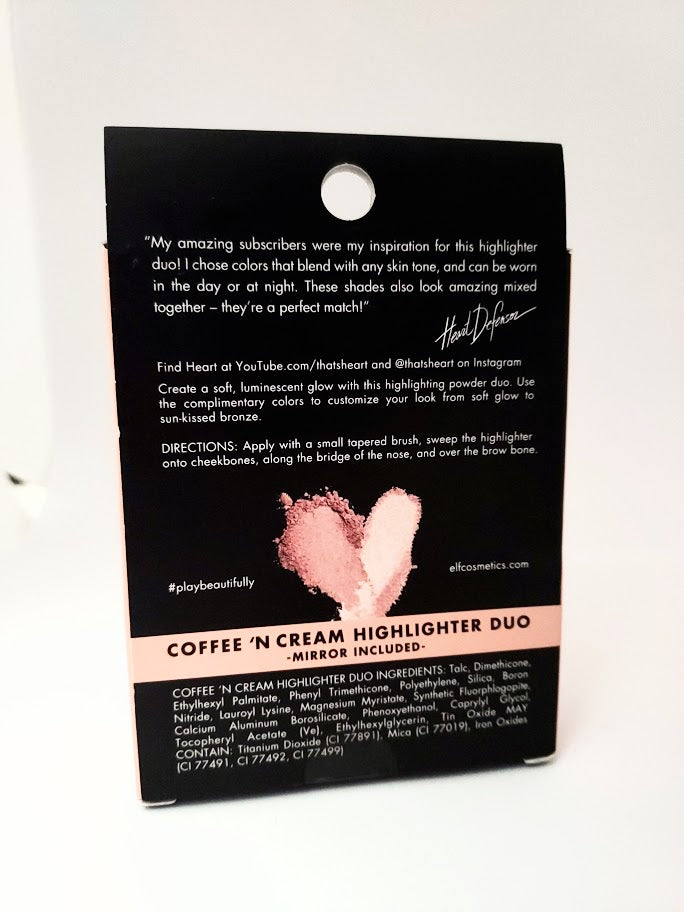 "My amazing subscribers were my inspiration for this highlighter
duo! I chose colors that blend with any skin tone, and can be worn
in the day or at night. These shades also look amazing mixed
together – they're a perfect match!"
Heart Defensor
Find Heart at YouTube.com/thatsheart and @thatsheart on Instagram
Create a soft, luminescent glow with this highlighting powder duo. Use
the complimentary colors to customize your look from soft glow to
sun-kissed bronze.
DIRECTIONS: Apply with a small tapered brush, sweep the highlighter
onto cheekbones, along the bridge of the nose, and over the brow bone.
#playbeautifully
elfcosmetics.com
COFFEE 'N CREAM HIGHLIGHTER DUO
-MIRROR INCLUDED-
COFFEE 'N CREAM HIGHLIGHTER DUO INGREDIENTS: Talc, Dimethicone,
Ethylhexyl Palmitate, Phenyl Trimethicone, Polyethylene, Silica, Boron
Nitride, Lauroyl Lysine, Magnesium Myristate, Synthetic Fluorphlogopite,
Calcium Aluminum Borosilicate, Phenoxyethanol, Caprylyl Glycol,
Tocopheryl Acetate (Ve), Ethylhexylglycerin, Tin Oxide MAY
CONTAIN: Titanium Dioxide (CI 77891), Mica (CI 77019), Iron Oxides
(CI 77491, CI 77492, CI 77499)